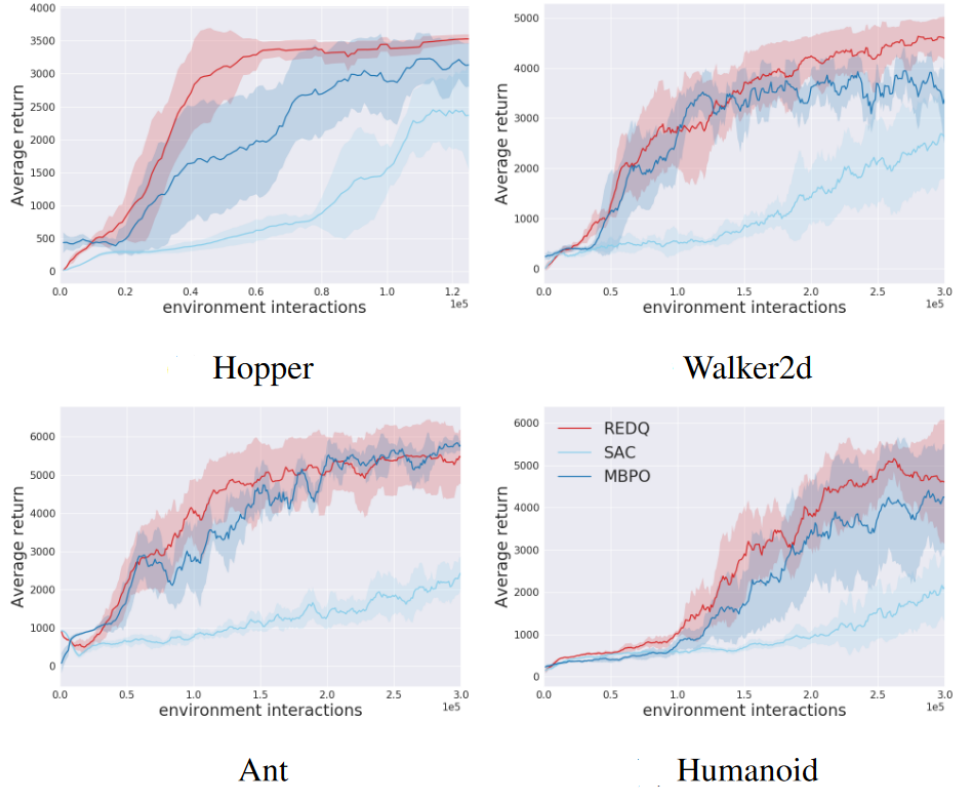 4000
3500
3000
2500
2000
1500
1000
500
0
Average return
0.0 0.2 0.4 0.6 0.8 1.0 1.2
1e5
environment interactions
Hopper
5000
4000
3000
2000
1000
0
Average return
0.0 0.5 1.0 1.5 2.0 2.5 3.0
1e5
environment interactions
Walker2d
6000
5000
4000
3000
2000
1000
0
Average return
0.0 0.5 1.0 1.5 2.0 2.5 3.0
1e5
environment interactions
Ant
REDQ
SAC
MBPO
6000
5000
4000
3000
2000
1000
0
Average return
0.0 0.5 1.0 1.5 2.0 2.5 3.0
1e5
environment interactions
Humanoid